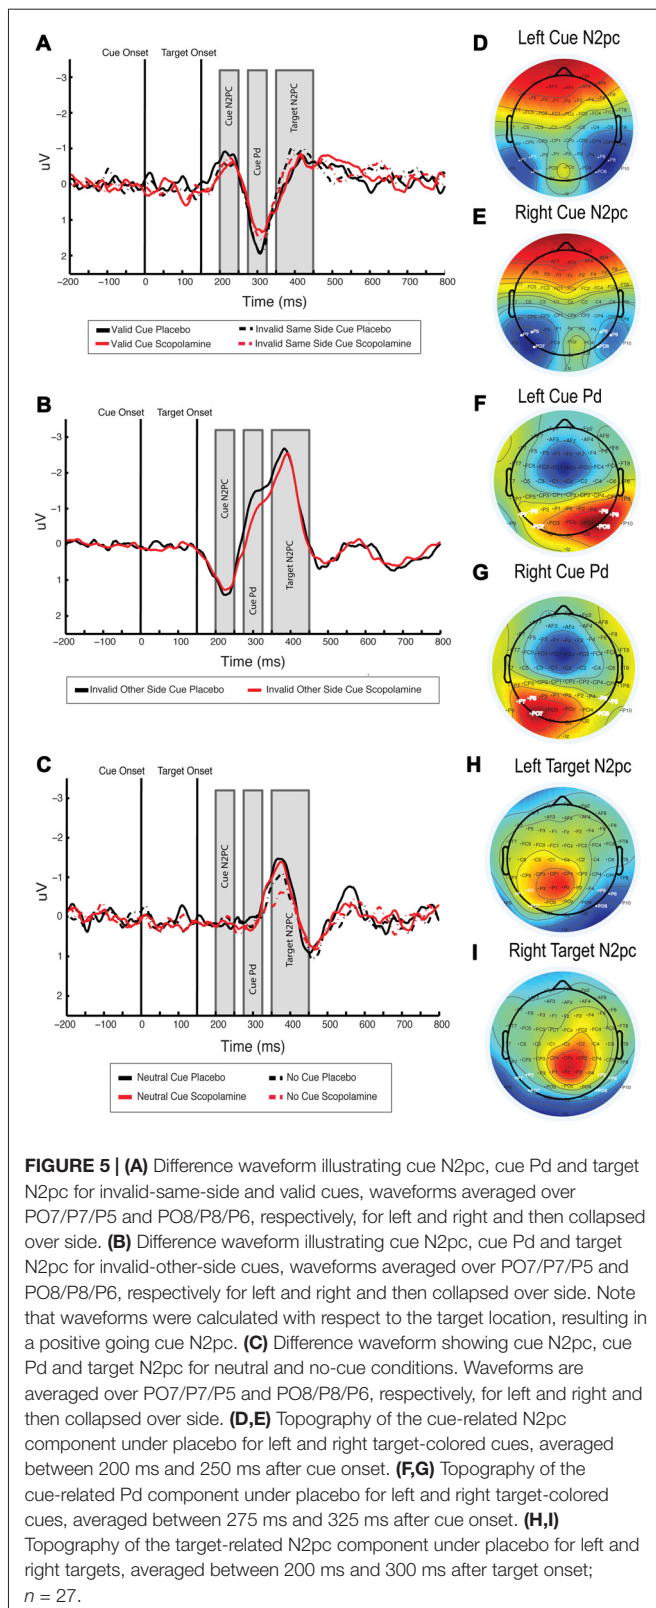 A
Cue Onset Target Onset
−3
−2
−1
0
1
2
uV
Cue N2PC
Cue Pd
Target N2PC
−200 −100 0 100 200 300 400 500 600 700 800
Time (ms)
Valid Cue Placebo
Invalid Same Side Cue Placebo
Valid Cue Scopolamine
Invalid Same Side Cue Scopolamine
B
Cue Onset Target Onset
−3
−2
−1
0
1
2
uV
Cue N2PC
Cue Pd
Target N2PC
−200 −100 0 100 200 300 400 500 600 700 800
Time (ms)
Invalid Other Side Cue Placebo
Invalid Other Side Cue Scopolamine
C
Cue Onset Target Onset
−3
−2
−1
0
1
2
uV
Cue N2PC
Cue Pd
Target N2PC
−200 −100 0 100 200 300 400 500 600 700 800
Time (ms)
Neutral Cue Placebo
No Cue Placebo
Neutral Cue Scopolamine
No Cue Scopolamine
D
Left Cue N2pc
E
Right Cue N2pc
F
Left Cue Pd
G
Right Cue Pd
H
Left Target N2pc
I
Right Target N2pc
FIGURE 5 | (A) Difference waveform illustrating cue N2pc, cue Pd and target
N2pc for invalid-same-side and valid cues, waveforms averaged over
PO7/P7/P5 and PO8/P8/P6, respectively, for left and right and then collapsed
over side. (B) Difference waveform illustrating cue N2pc, cue Pd and target
N2pc for invalid-other-side cues, waveforms averaged over PO7/P7/P5 and
PO8/P8/P6, respectively for left and right and then collapsed over side. Note
that waveforms were calculated with respect to the target location, resulting in
a positive going cue N2pc. (C) Difference waveform showing cue N2pc, cue
Pd and target N2pc for neutral and no-cue conditions. Waveforms are
averaged over PO7/P7/P5 and PO8/P8/P6, respectively, for left and right and
then collapsed over side. (D,E) Topography of the cue-related N2pc
component under placebo for left and right target-colored cues, averaged
between 200 ms and 250 ms after cue onset. (F,G) Topography of the
cue-related Pd component under placebo for left and right target-colored
cues, averaged between 275 ms and 325 ms after cue onset. (H,I)
Topography of the target-related N2pc component under placebo for left and
right targets, averaged between 200 ms and 300 ms after target onset;
n = 27.